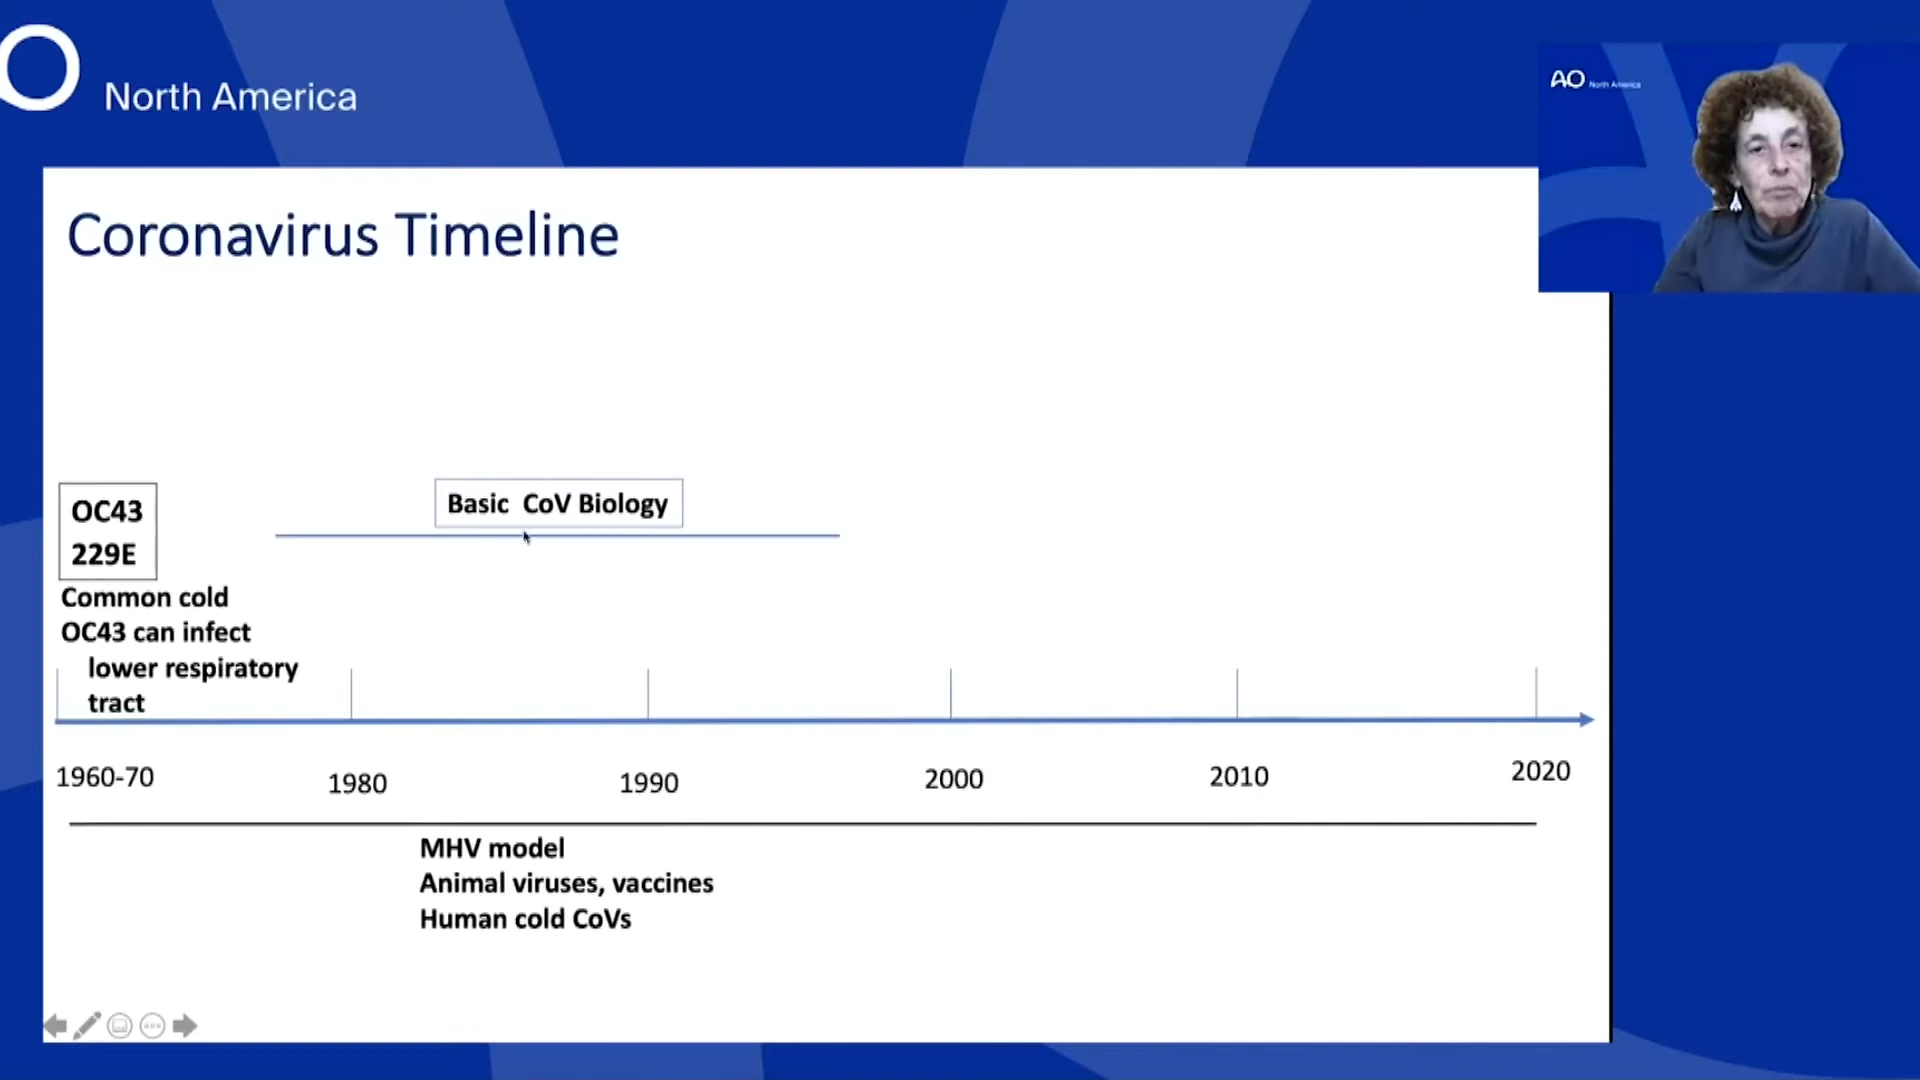 O
North America
AO North America
Coronavirus Timeline
Basic CoV Biology
OC43
229E
Common cold
OC43 can infect
lower respiratory
tract
1960-70
1980
1990
2000
2010
2020
MHV model
Animal viruses, vaccines
Human cold CoVs